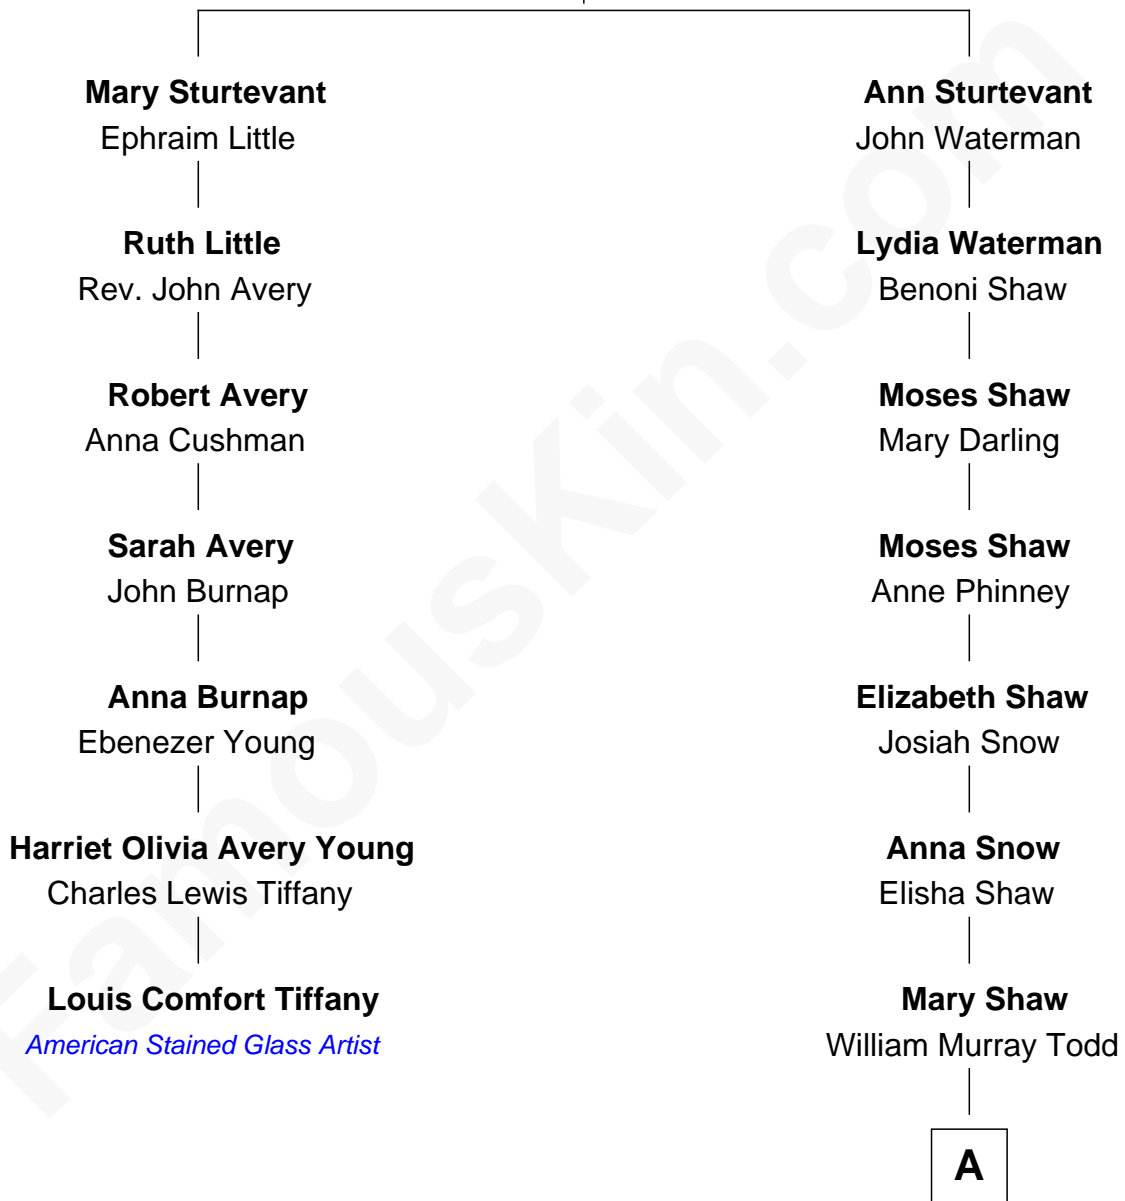 Mary Sturtevant
Ephraim Little
Ruth Little
Rev. John Avery
Robert Avery
Anna Cushman
Sarah Avery
John Burnap
Anna Burnap
Ebenezer Young
Harriet Olivia Avery Young
Charles Lewis Tiffany
Louis Comfort Tiffany
American Stained Glass Artist
Ann Sturtevant
John Waterman
Lydia Waterman
Benoni Shaw
Moses Shaw
Mary Darling
Moses Shaw
Anne Phinney
Elizabeth Shaw
Josiah Snow
Anna Snow
Elisha Shaw
Mary Shaw
William Murray Todd
A
FamousKin.com